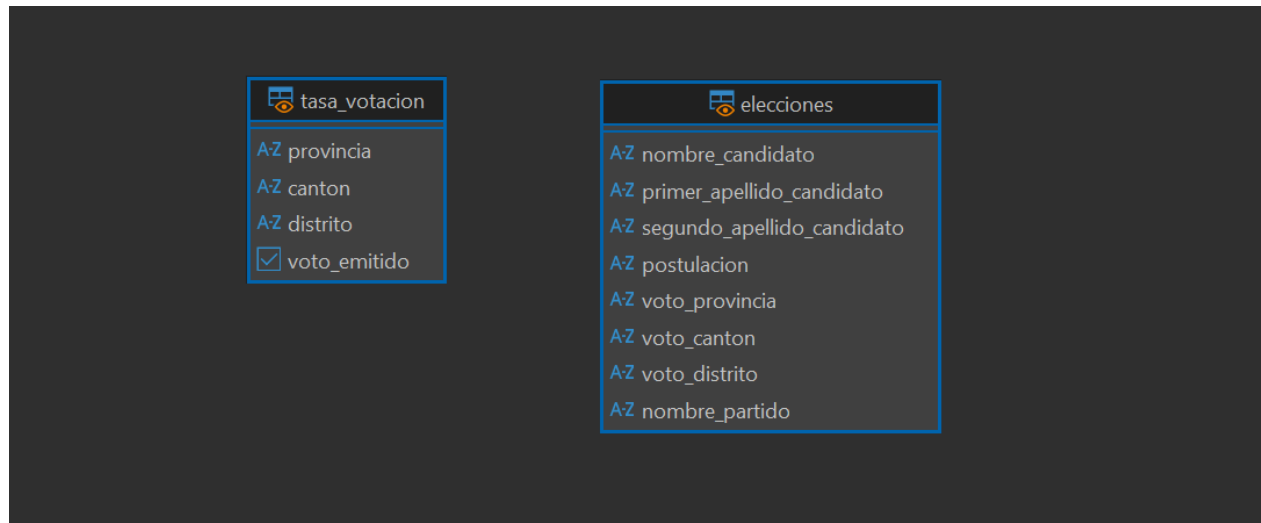 tasa_votacion
A-Z provincia
A-Z canton
A-Z distrito
voto_emitido
elecciones
A-Z nombre_candidato
A-Z primer_apellido_candidato
A-Z segundo_apellido_candidato
A-Z postulacion
A-Z voto_provincia
A-Z voto_canton
A-Z voto_distrito
A-Z nombre_partido